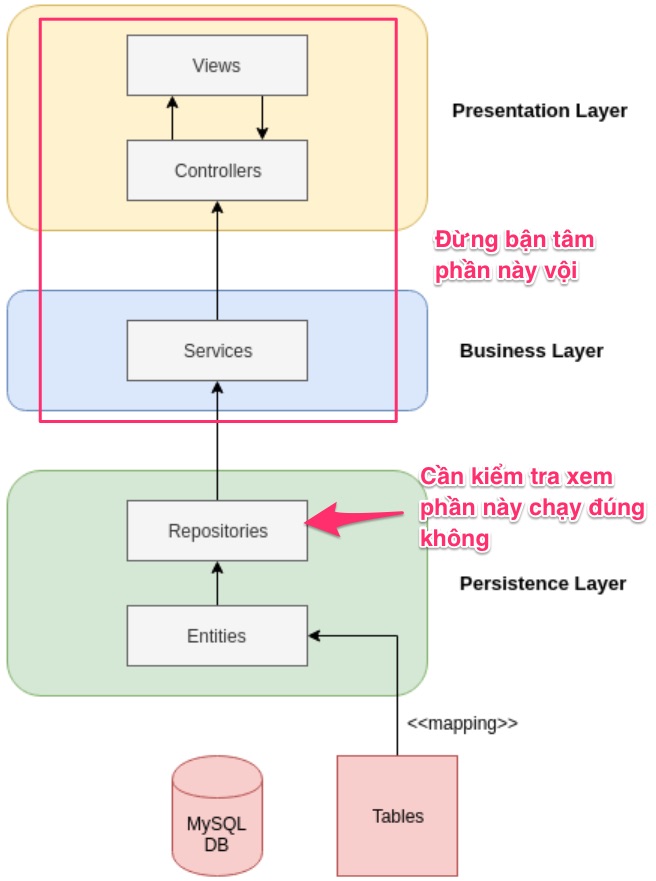 Views
Presentation Layer
Controllers
Đừng bận tâm
phần này vội
Services
Business Layer
Cần kiểm tra xem
phần này chạy đúng
không
Repositories
Persistence Layer
Entities
<<mapping>>
MySQL
DB
Tables